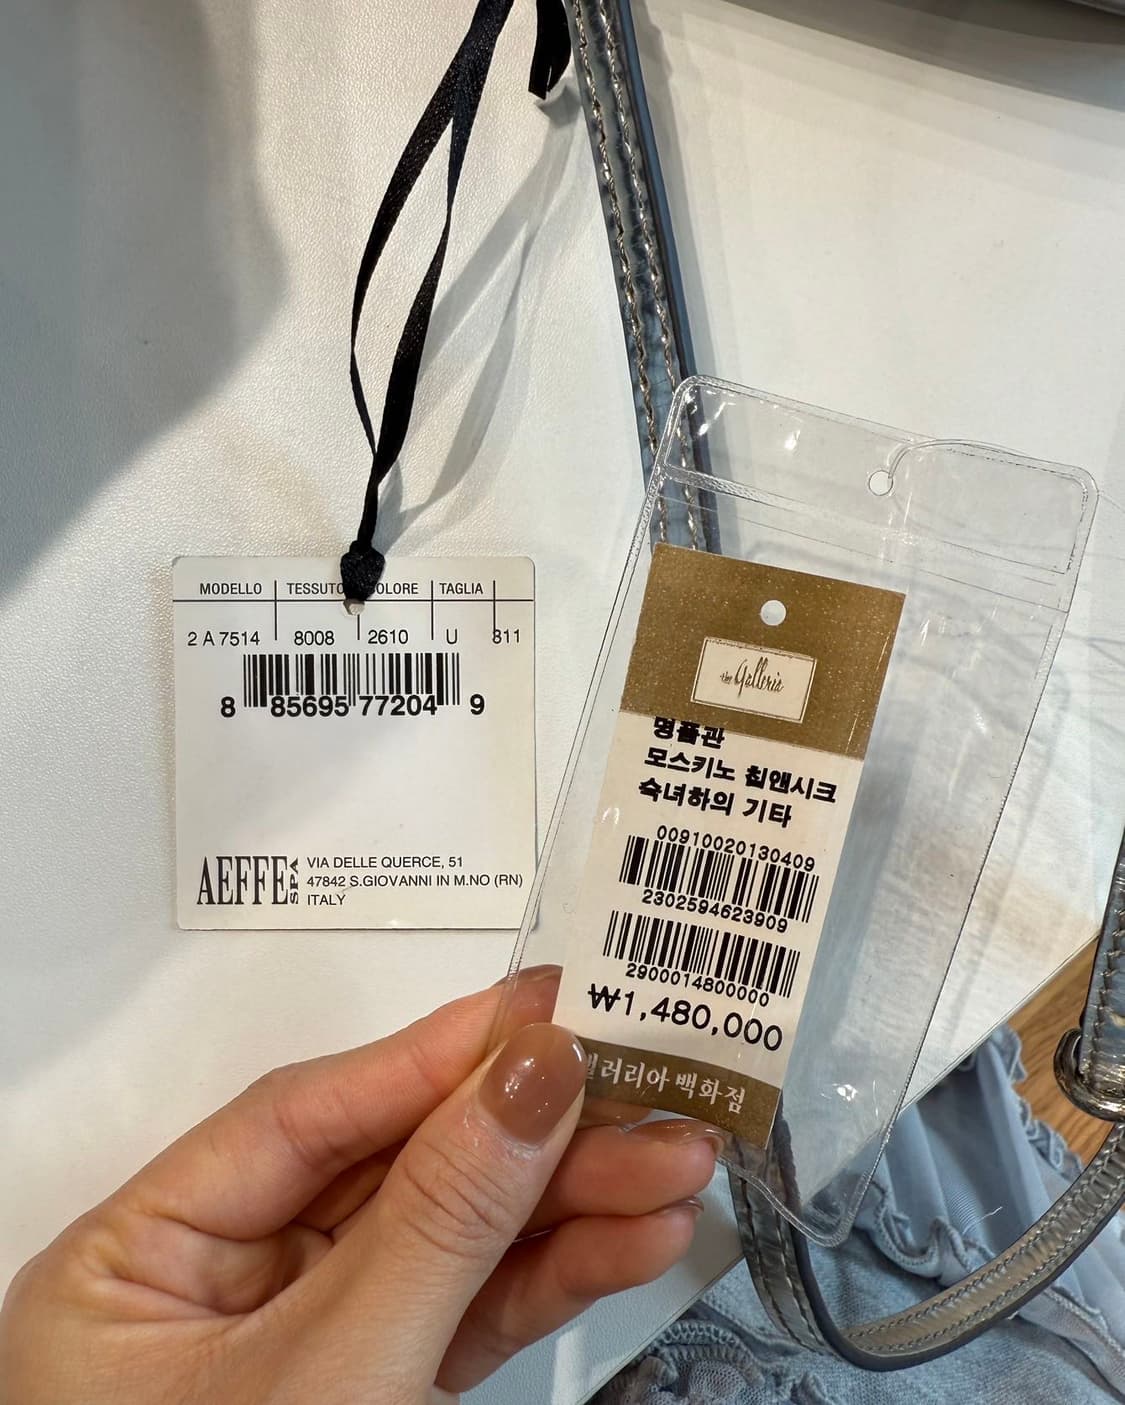 MODELLO TESSUTO COLORE TAGLIA
2 A 7514 8008 2610 U 811
8 85695 77204 9
AEFFE SPA
VIA DELLE QUERCE, 51
47842 S.GIOVANNI IN M.NO (RN)
ITALY
the Galleria
명품관
모스키노 칩앤시크
숙녀하의 기타
00910020130409
2302594623909
2900014800000
₩1,480,000
갤러리아 백화점